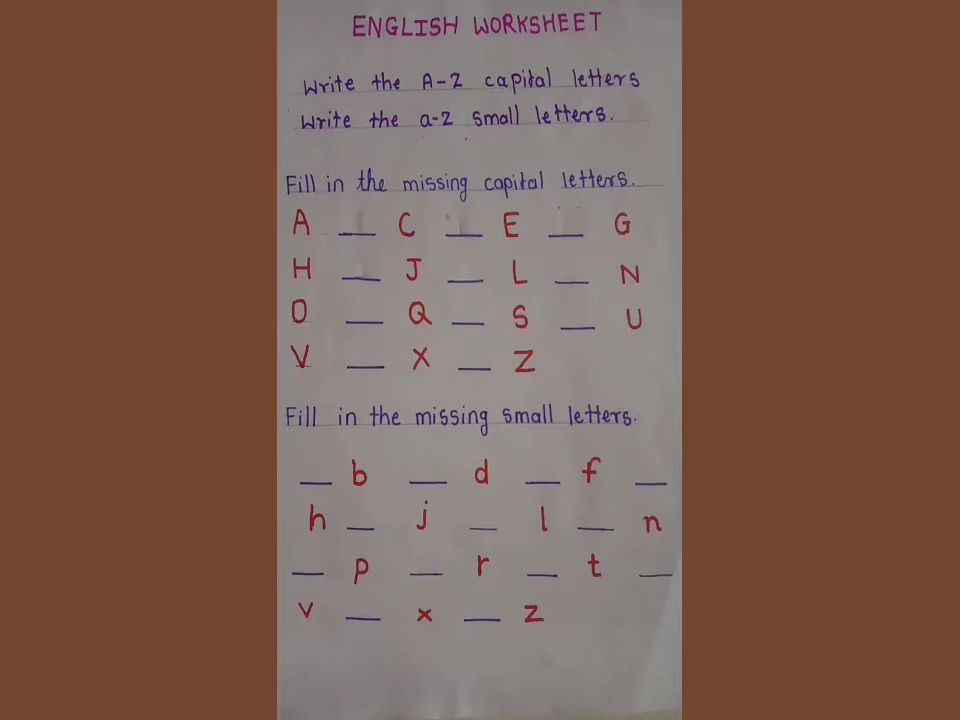 ENGLISH WORKSHEET
Write the A-Z capital letters
Write the a-z small letters.
Fill in the missing capital letters.
A __ C __ E __ G
H __ J __ L __ N
O __ Q __ S __ U
V __ X __ Z
Fill in the missing small letters.
__ b __ d __ f __
h __ j __ l __ n
__ p __ r __ t __
v __ x __ z